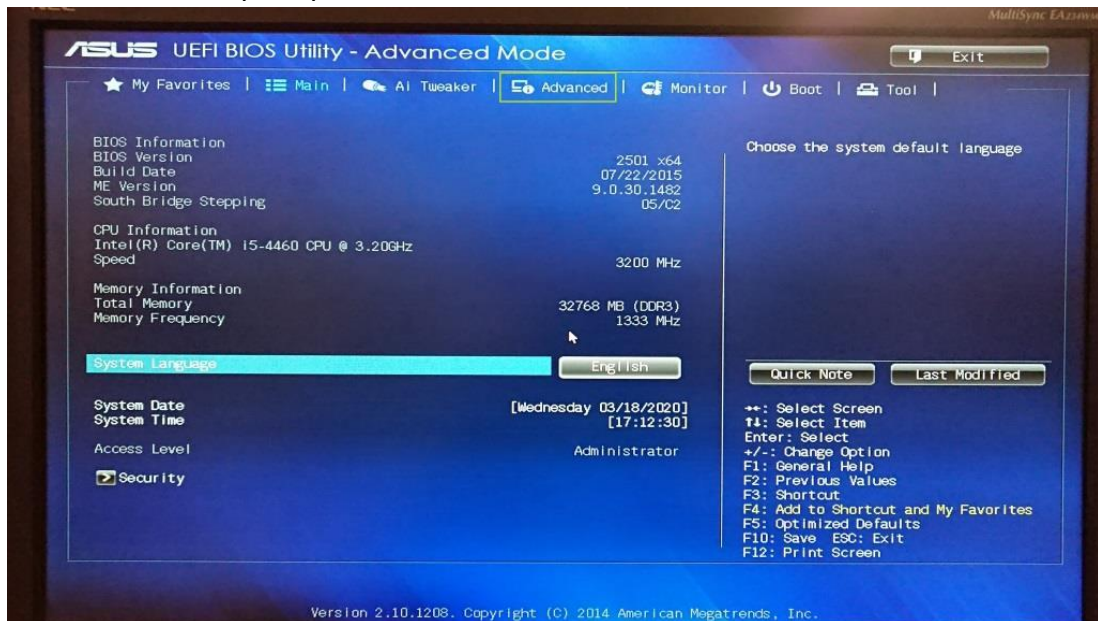 MultiSync
ASUS UEFI BIOS Utility - Advanced Mode
Exit
My Favorites | Main | Ai Tweaker | Advanced | Monitor | Boot | Tool |
BIOS Information
BIOS Version 2501 x64
Build Date 07/22/2015
ME Version 9.0.30.1482
South Bridge Stepping 05/C2
CPU Information
Intel(R) Core(TM) i5-4460 CPU @ 3.20GHz
Speed 3200 MHz
Memory Information
Total Memory 32768 MB (DDR3)
Memory Frequency 1333 MHz
System Language English
System Date [Wednesday 03/18/2020]
System Time [17:12:30]
Access Level Administrator
Security
Choose the system default language
Quick Note Last Modified
→←: Select Screen
↑↓: Select Item
Enter: Select
+/-: Change Option
F1: General Help
F2: Previous Values
F3: Shortcut
F4: Add to Shortcut and My Favorites
F5: Optimized Defaults
F10: Save ESC: Exit
F12: Print Screen
Version 2.10.1208. Copyright (C) 2014 American Megatrends, Inc.